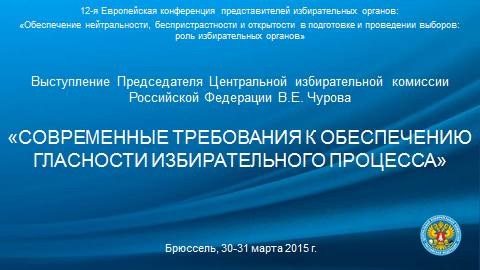 12-я Европейская конференция представителей избирательных органов:
«Обеспечение нейтральности, беспристрастности и открытости в подготовке и проведении выборов:
роль избирательных органов»
Выступление Председателя Центральной избирательной комиссии
Российской Федерации В.Е. Чурова
«СОВРЕМЕННЫЕ ТРЕБОВАНИЯ К ОБЕСПЕЧЕНИЮ
ГЛАСНОСТИ ИЗБИРАТЕЛЬНОГО ПРОЦЕССА»
Брюссель, 30-31 марта 2015 г.